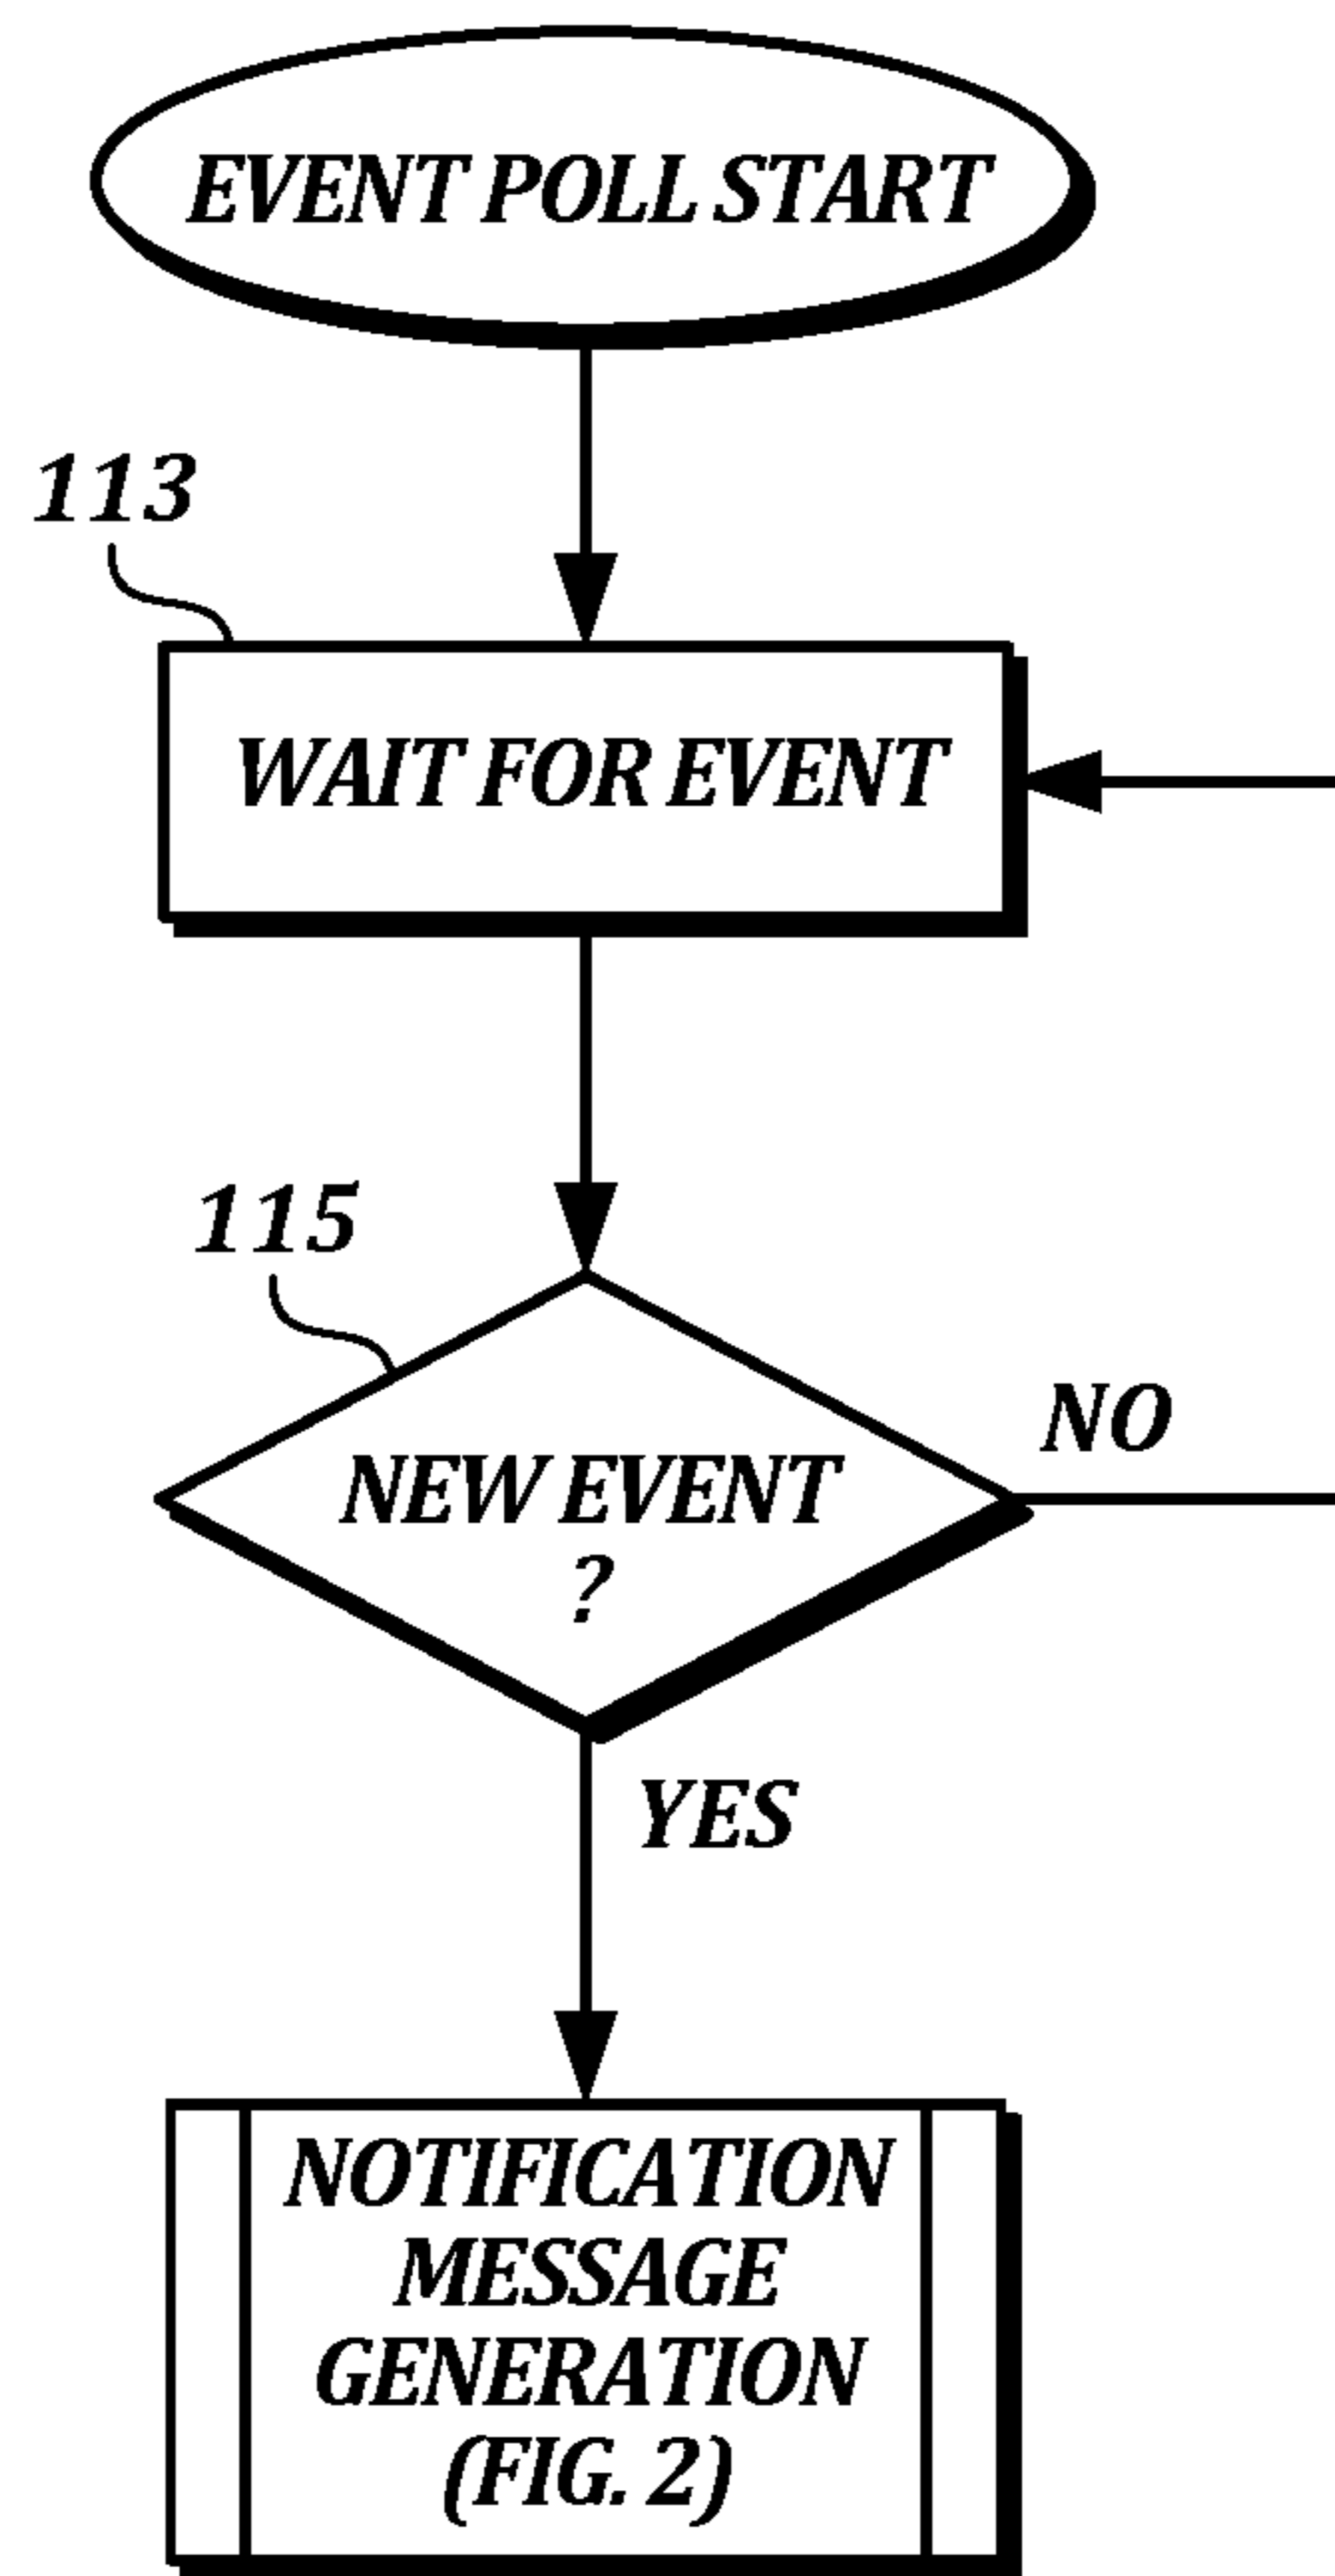 EVENT POLL START
113
WAIT FOR EVENT
115
NO
NEW EVENT
?
YES
NOTIFICATION
MESSAGE
GENERATION
(FIG. 2)